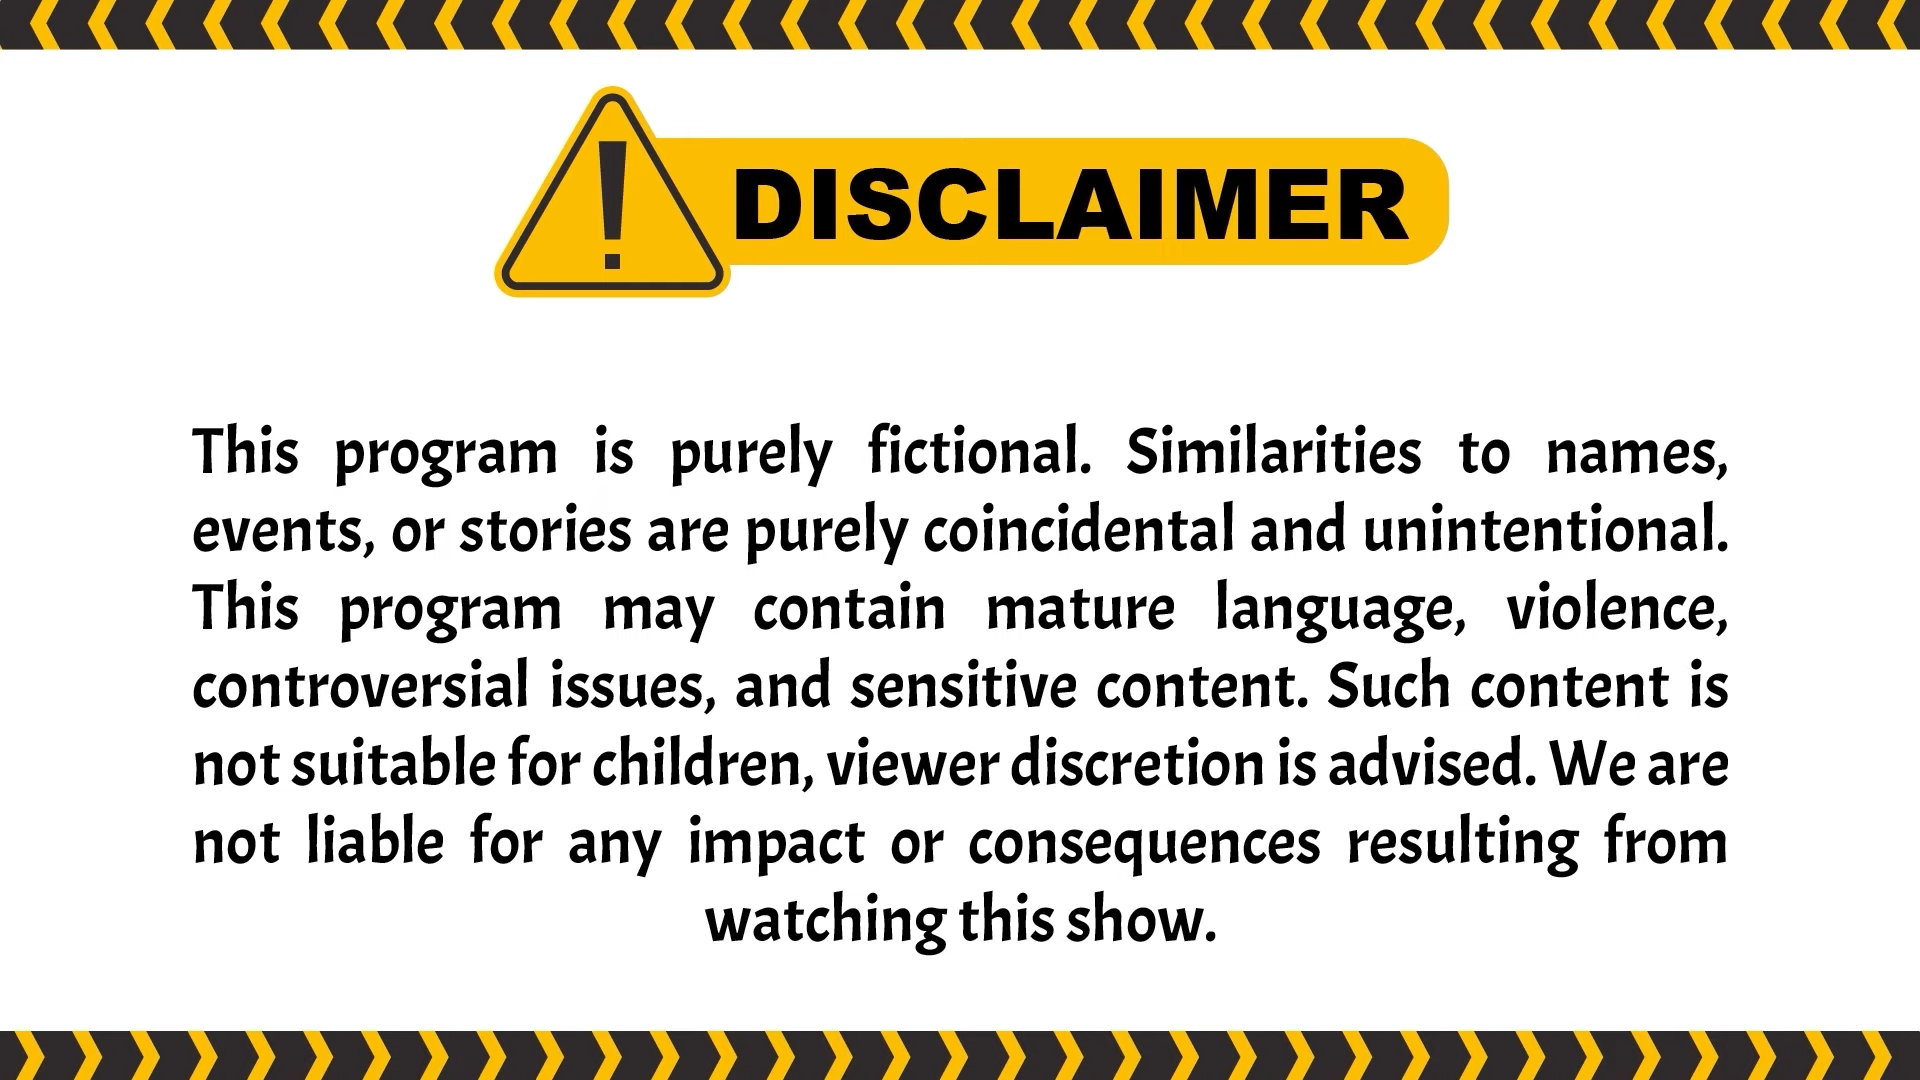 DISCLAIMER
This program is purely fictional. Similarities to names,
events, or stories are purely coincidental and unintentional.
This program may contain mature language, violence,
controversial issues, and sensitive content. Such content is
not suitable for children, viewer discretion is advised. We are
not liable for any impact or consequences resulting from
watching this show.